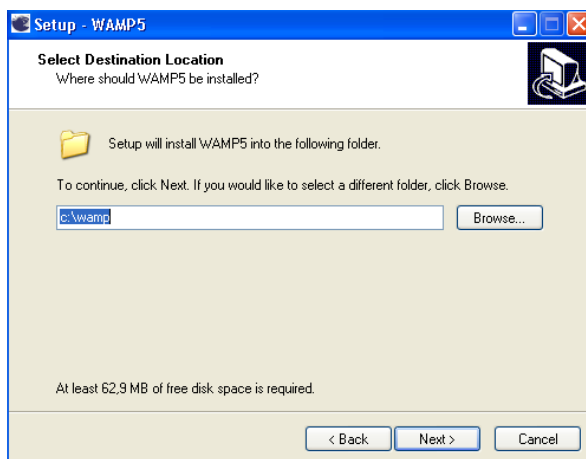 Setup - WAMP5
Select Destination Location
Where should WAMP5 be installed?
Setup will install WAMP5 into the following folder.
To continue, click Next. If you would like to select a different folder, click Browse.
c:\wamp
Browse...
At least 62,9 MB of free disk space is required.
< Back
Next >
Cancel